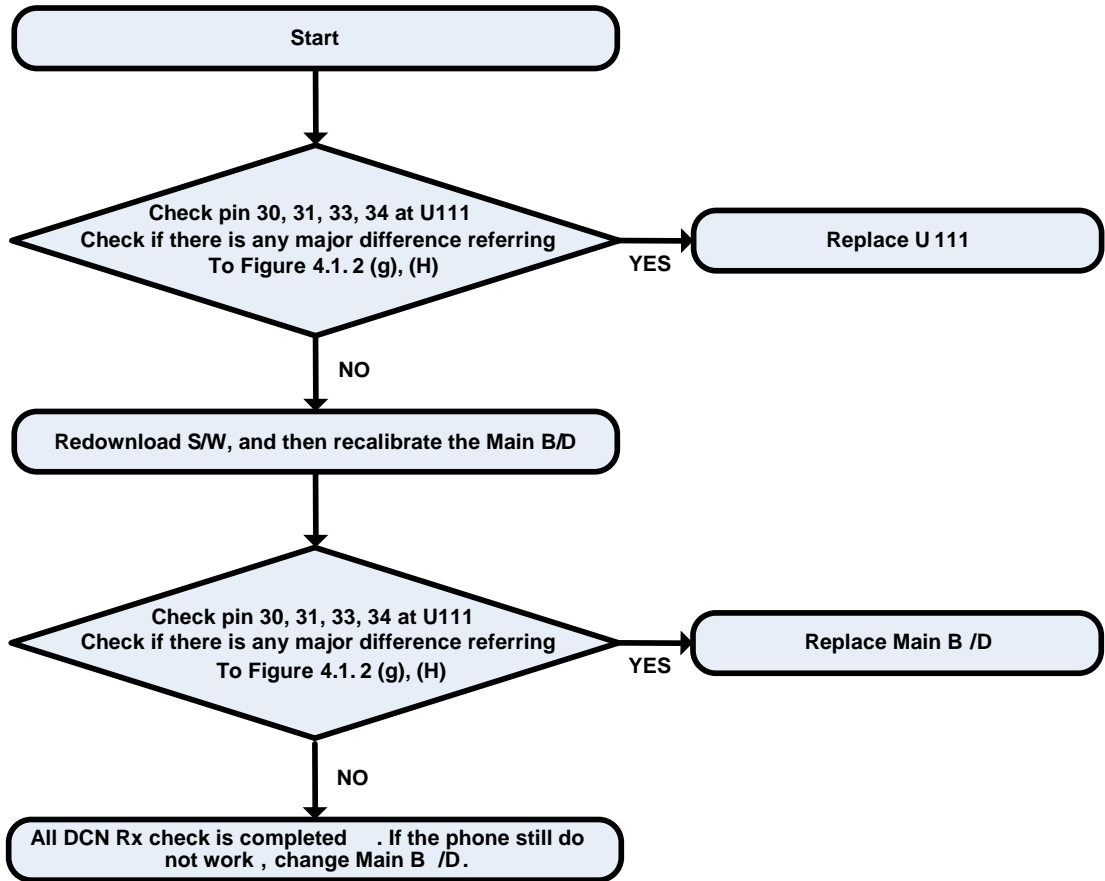 Start
Check pin 30, 31, 33, 34 at U111
Check if there is any major difference referring
To Figure 4.1. 2 (g), (H)
YES
Replace U 111
NO
Redownload S/W, and then recalibrate the Main B/D
Check pin 30, 31, 33, 34 at U111
Check if there is any major difference referring
To Figure 4.1. 2 (g), (H)
YES
Replace Main B /D
NO
All DCN Rx check is completed . If the phone still do
not work , change Main B /D.